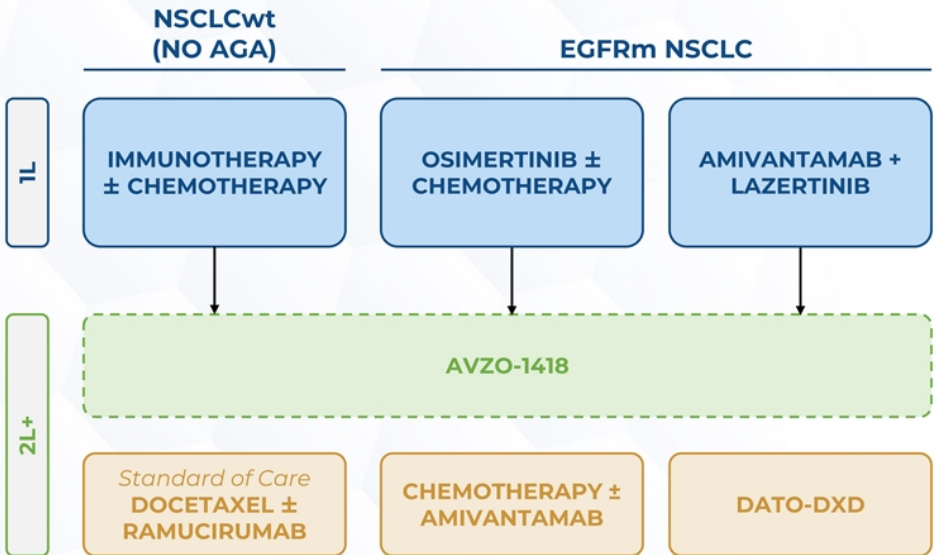 NSCLCwt
(NO AGA)
EGFRm NSCLC
1L
IMMUNOTHERAPY
± CHEMOTHERAPY
OSIMERTINIB ±
CHEMOTHERAPY
AMIVANTAMAB +
LAZERTINIB
2L+
AVZO-1418
Standard of Care
DOCETAXEL ±
RAMUCIRUMAB
CHEMOTHERAPY ±
AMIVANTAMAB
DATO-DXD